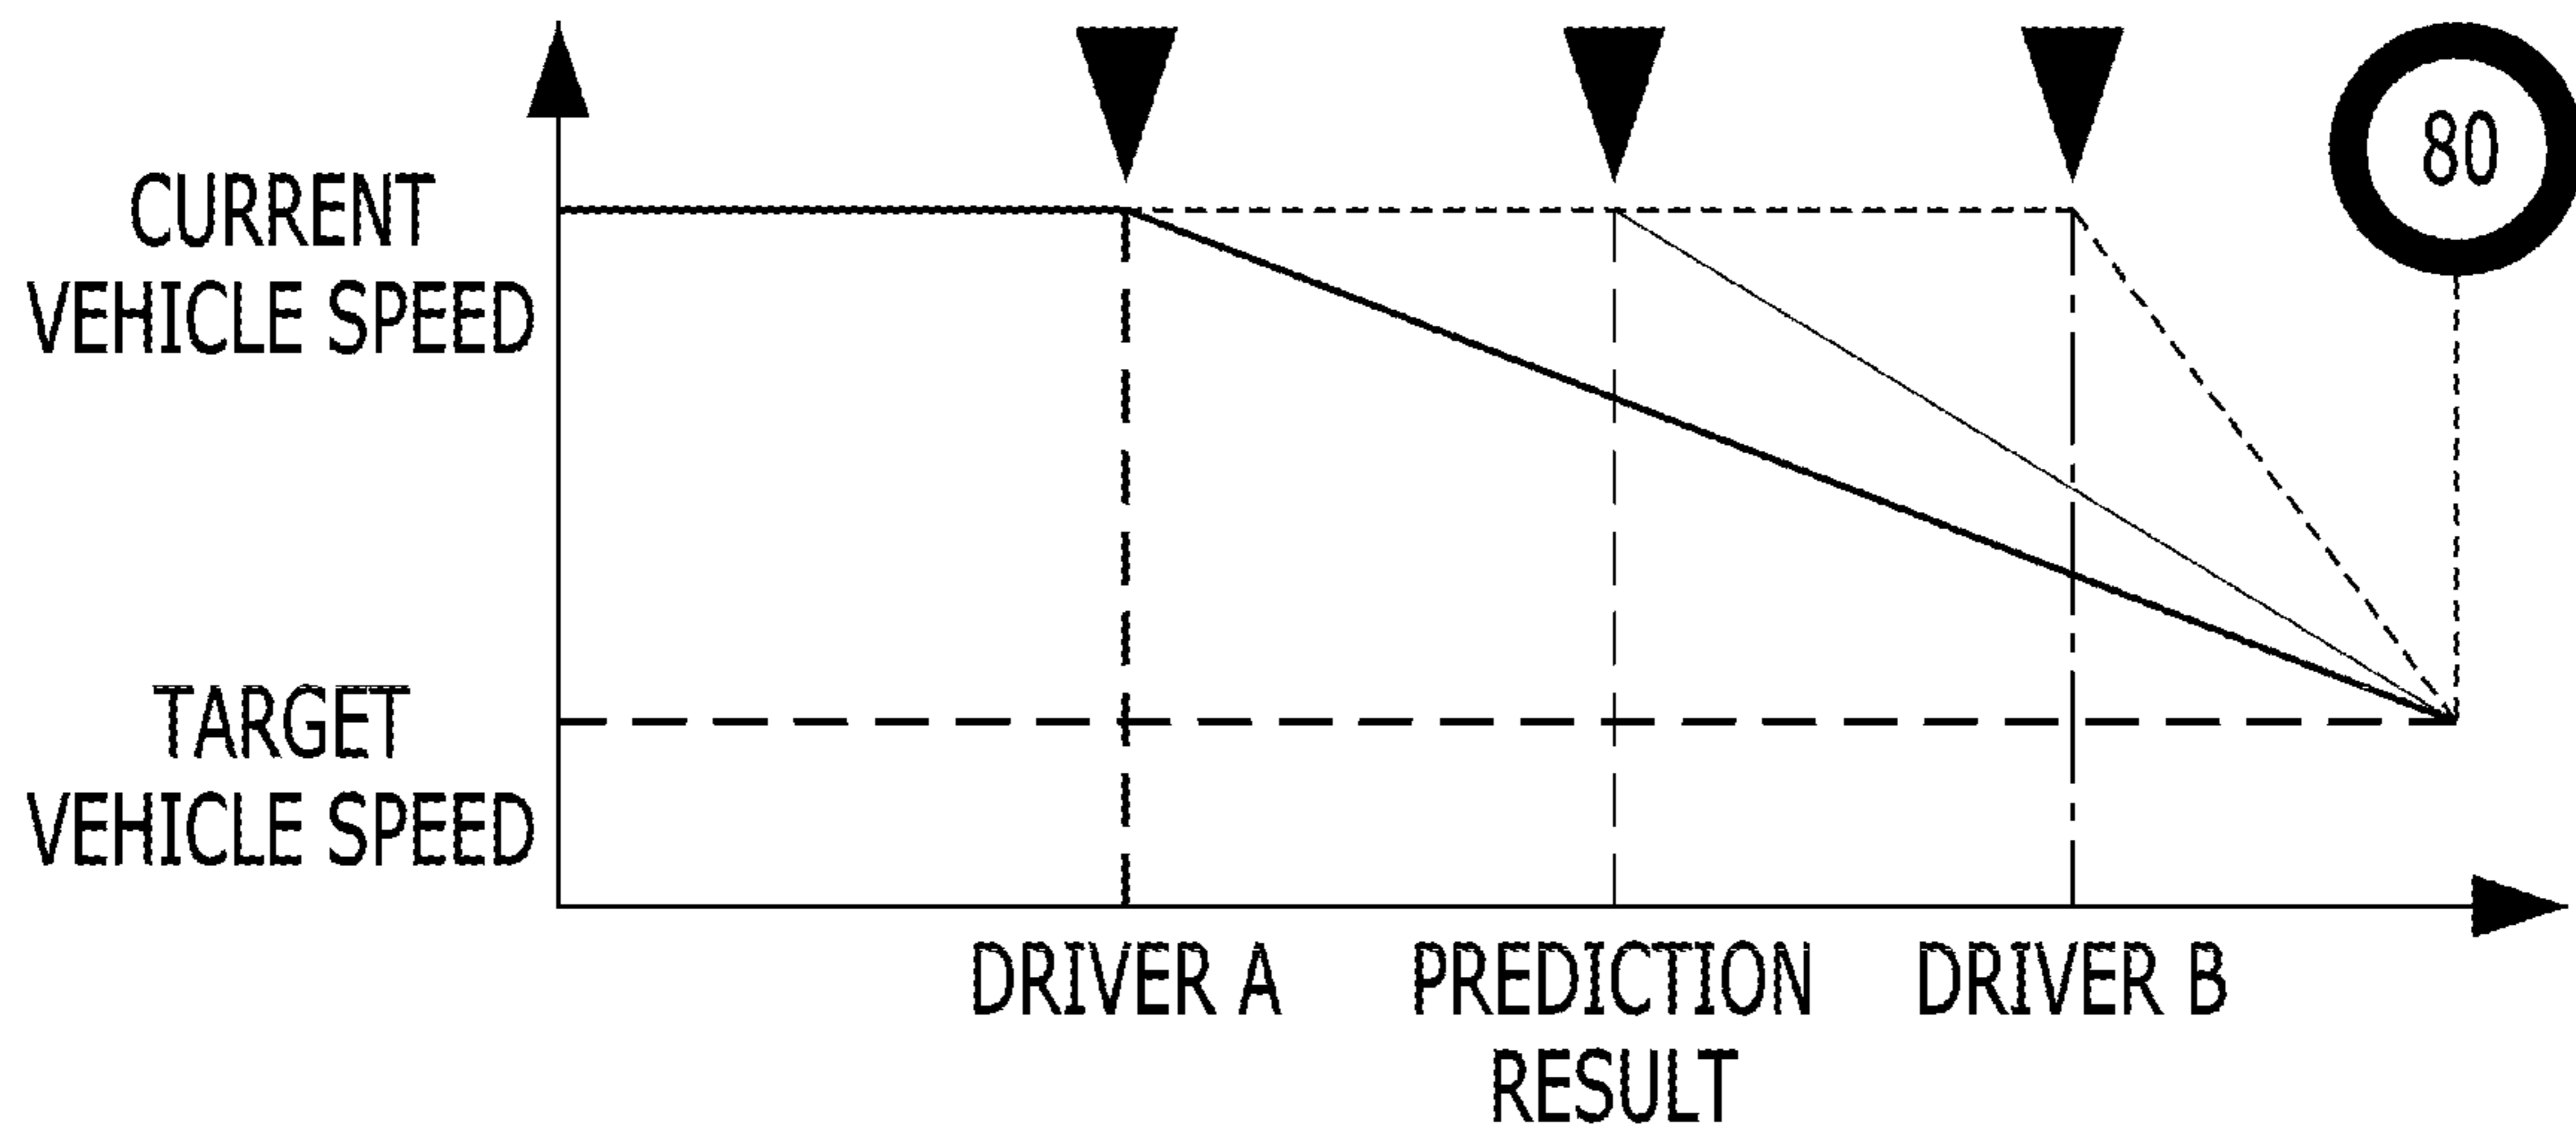 80
CURRENT
VEHICLE SPEED
TARGET
VEHICLE SPEED
DRIVER A
PREDICTION
RESULT
DRIVER B